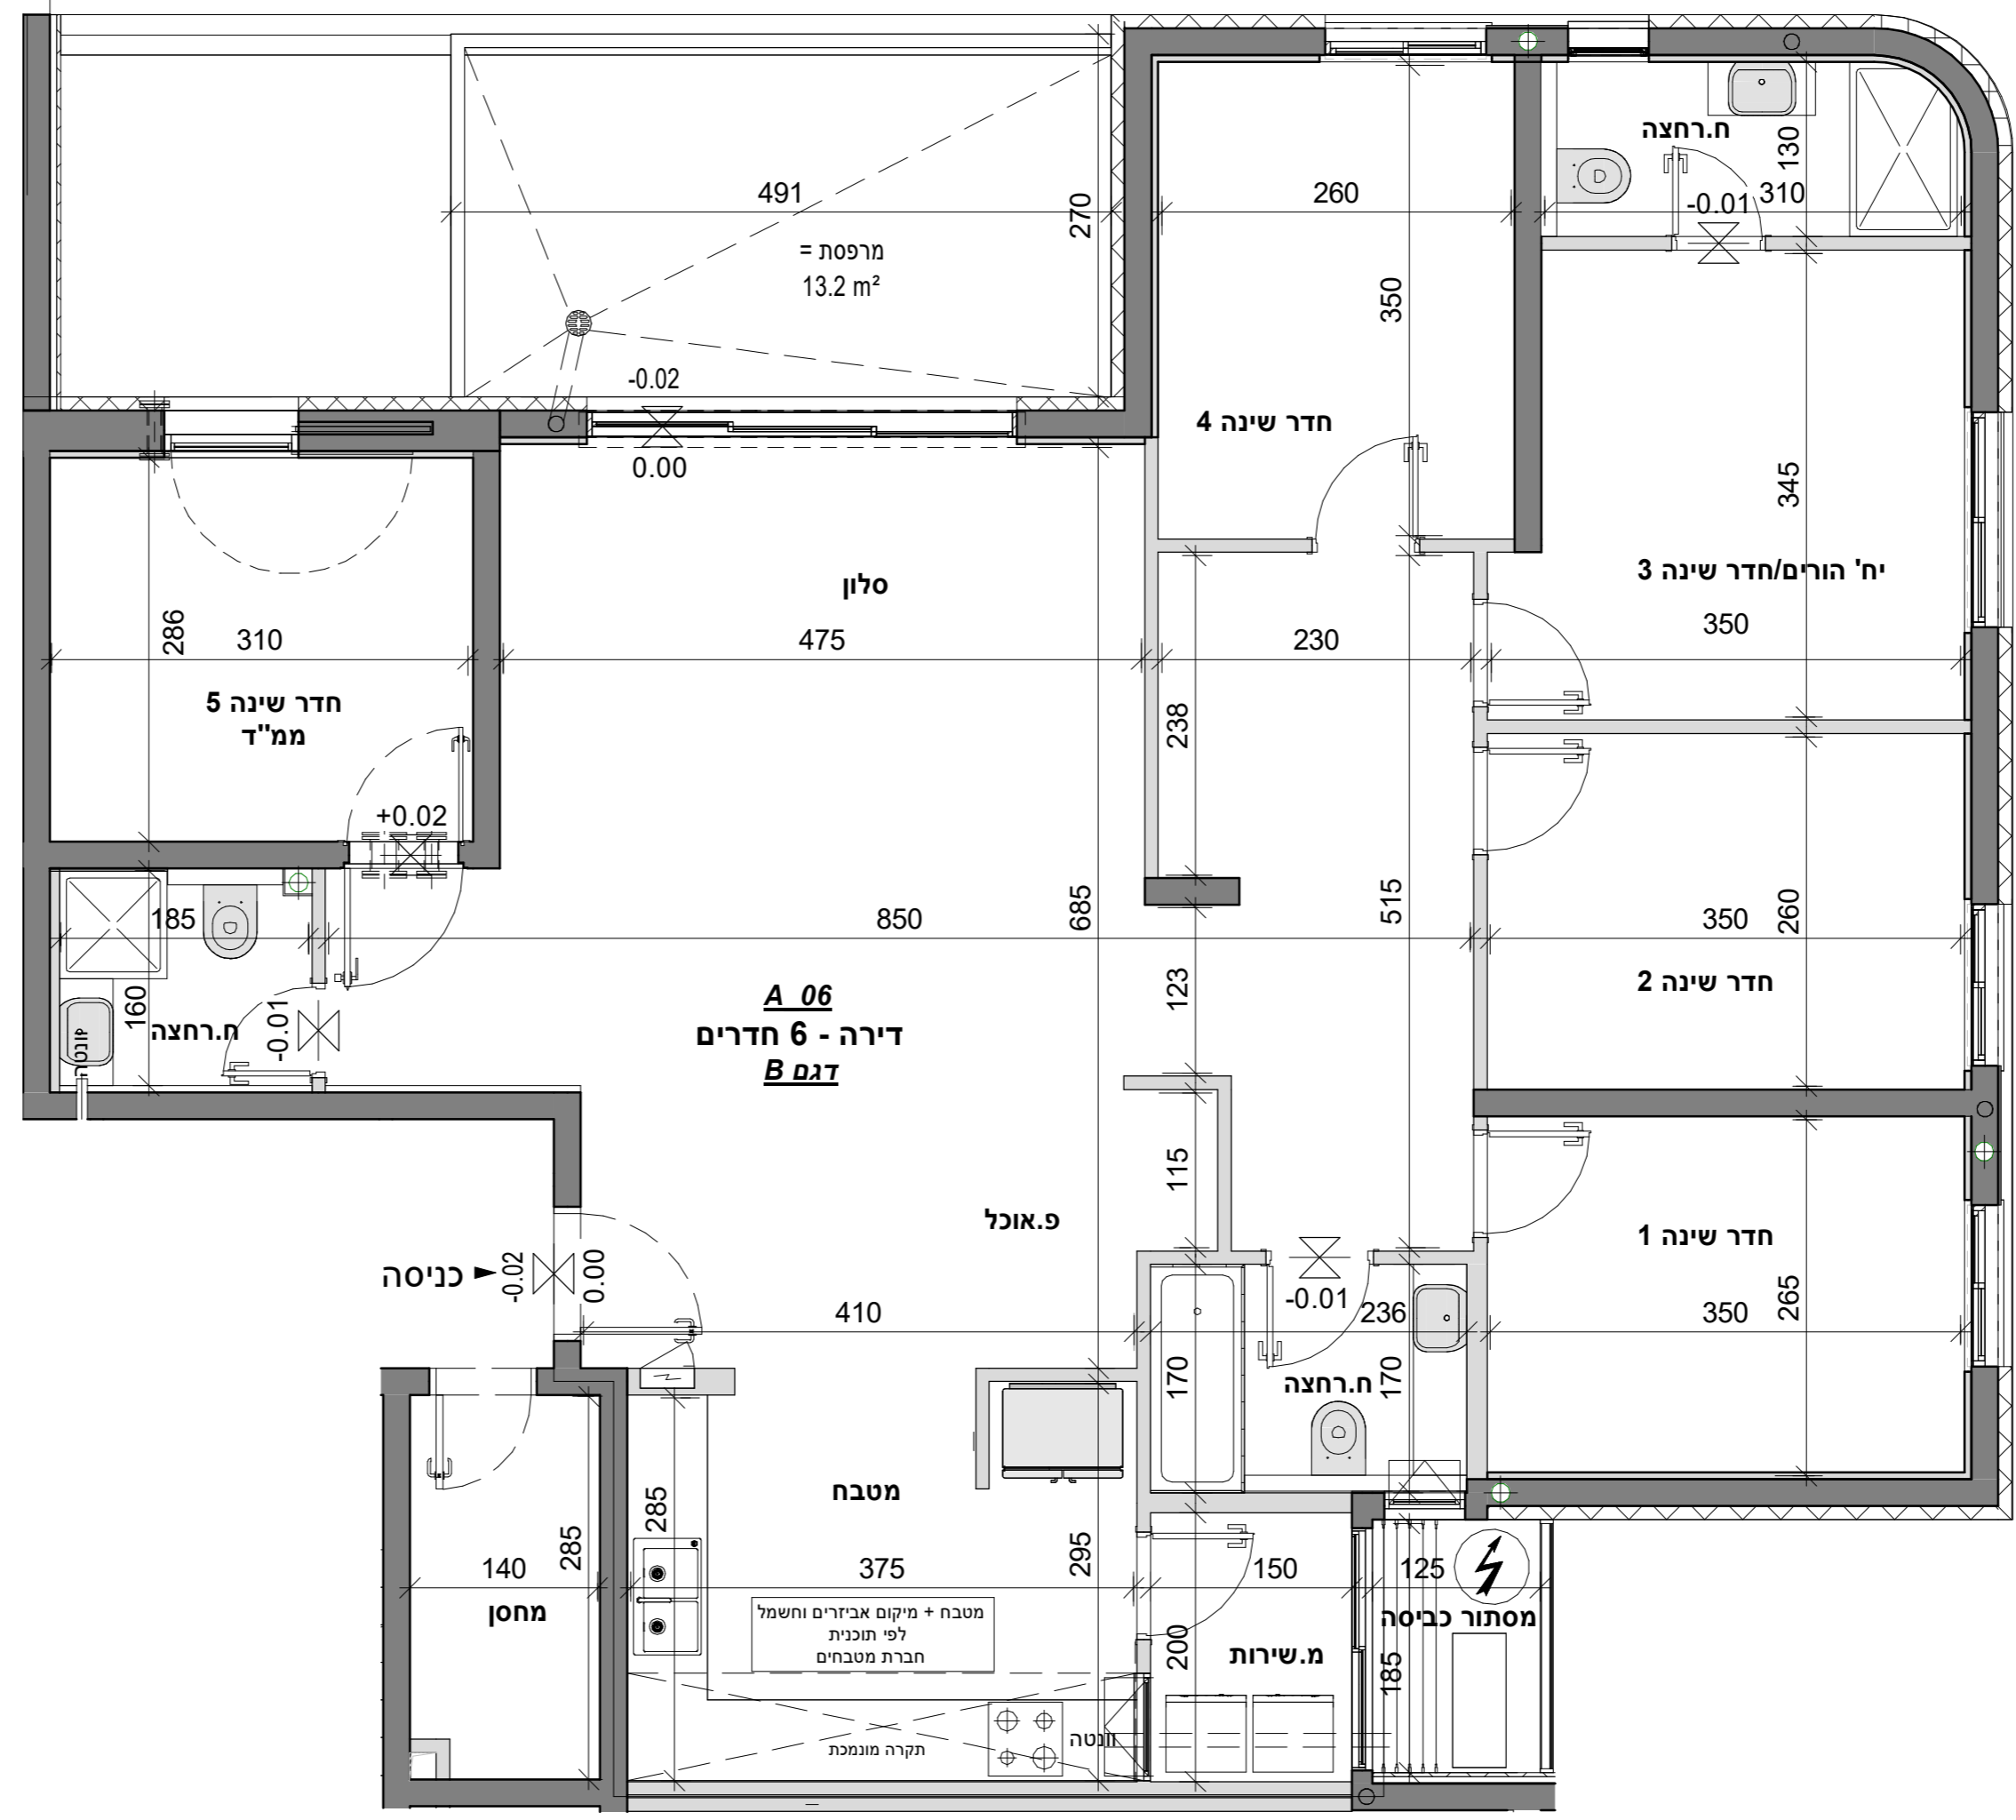 ח.רחצה
130
310
-0.01
491
270
260
350
מרפסת =
13.2 m²
-0.02
0.00
חדר שינה 4
345
יח' הורים/חדר שינה 3
350
סלון
286
310
475
230
חדר שינה 5
ממ"ד
238
+0.02
185
850
685
515
350
260
חדר שינה 2
160
ח.רחצה
-0.01
A 06
דירה - 6 חדרים
דגם B
123
115
פ.אוכל
חדר שינה 1
כניסה
-0.02
0.00
410
-0.01
236
350
265
170
ח.רחצה
170
מטבח
285
285
295
140
מחסן
375
150
125
מטבח + מיקום אביזרים וחשמל
לפי תוכנית
חברת מטבחים
200
מ.שירות
מסתור כביסה
185
תקרה מונמכת
וונטה